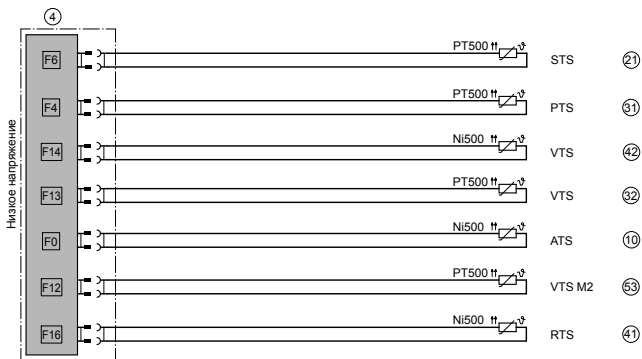 4
Низкое напряжение
F6 PT500 ϑ STS 21
F4 PT500 ϑ PTS 31
F14 Ni500 ϑ VTS 42
F13 PT500 ϑ VTS 32
F0 Ni500 ϑ ATS 10
F12 PT500 ϑ VTS M2 53
F16 Ni500 ϑ RTS 41